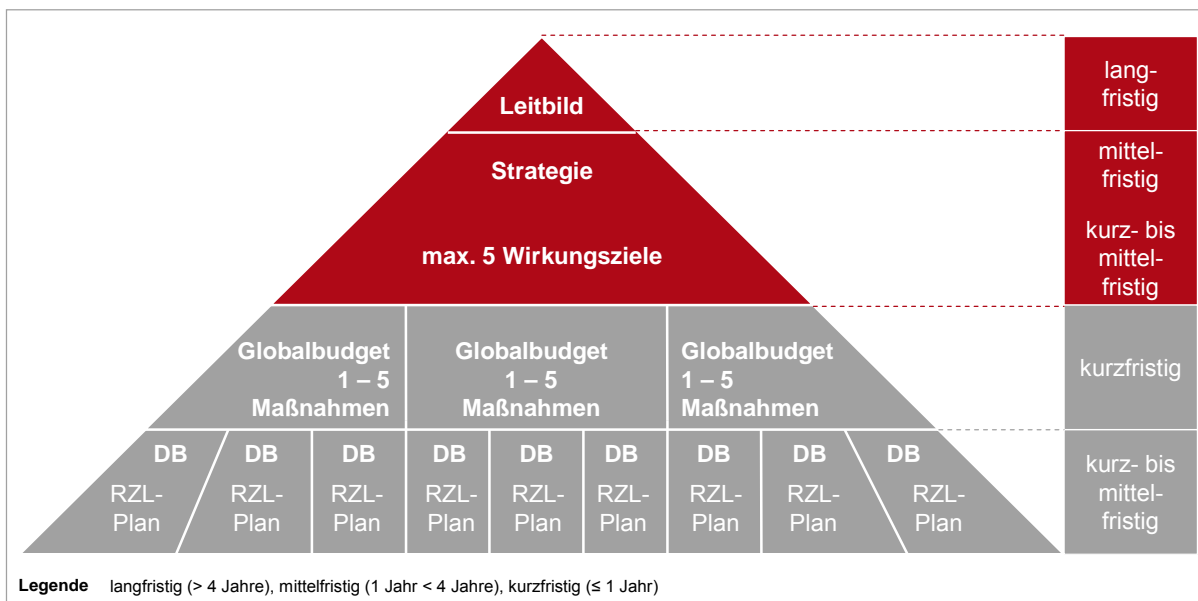 Leitbild
lang-
fristig
Strategie
max. 5 Wirkungsziele
mittel-
fristig
kurz- bis
mittel-
fristig
Globalbudget
1 – 5
Maßnahmen
Globalbudget
1 – 5
Maßnahmen
Globalbudget
1 – 5
Maßnahmen
kurzfristig
DB
RZL-
Plan
DB
RZL-
Plan
DB
RZL-
Plan
DB
RZL-
Plan
DB
RZL-
Plan
DB
RZL-
Plan
DB
RZL-
Plan
DB
RZL-
Plan
DB
RZL-
Plan
kurz- bis
mittel-
fristig
Legende langfristig (> 4 Jahre), mittelfristig (1 Jahr < 4 Jahre), kurzfristig (≤ 1 Jahr)